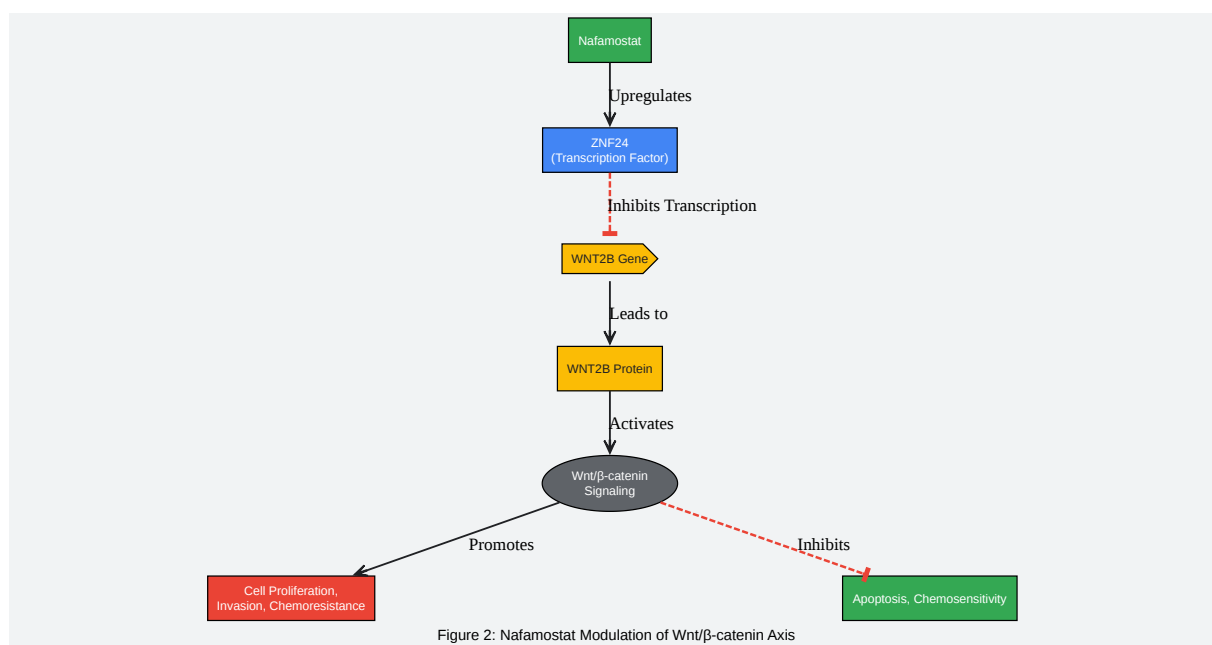 Nafamostat
Upregulates
ZNF24
(Transcription Factor)
Inhibits Transcription
WNT2B Gene
Leads to
WNT2B Protein
Activates
Wnt/β-catenin
Signaling
Promotes
Inhibits
Cell Proliferation,
Invasion, Chemoresistance
Apoptosis, Chemosensitivity
Figure 2: Nafamostat Modulation of Wnt/β-catenin Axis